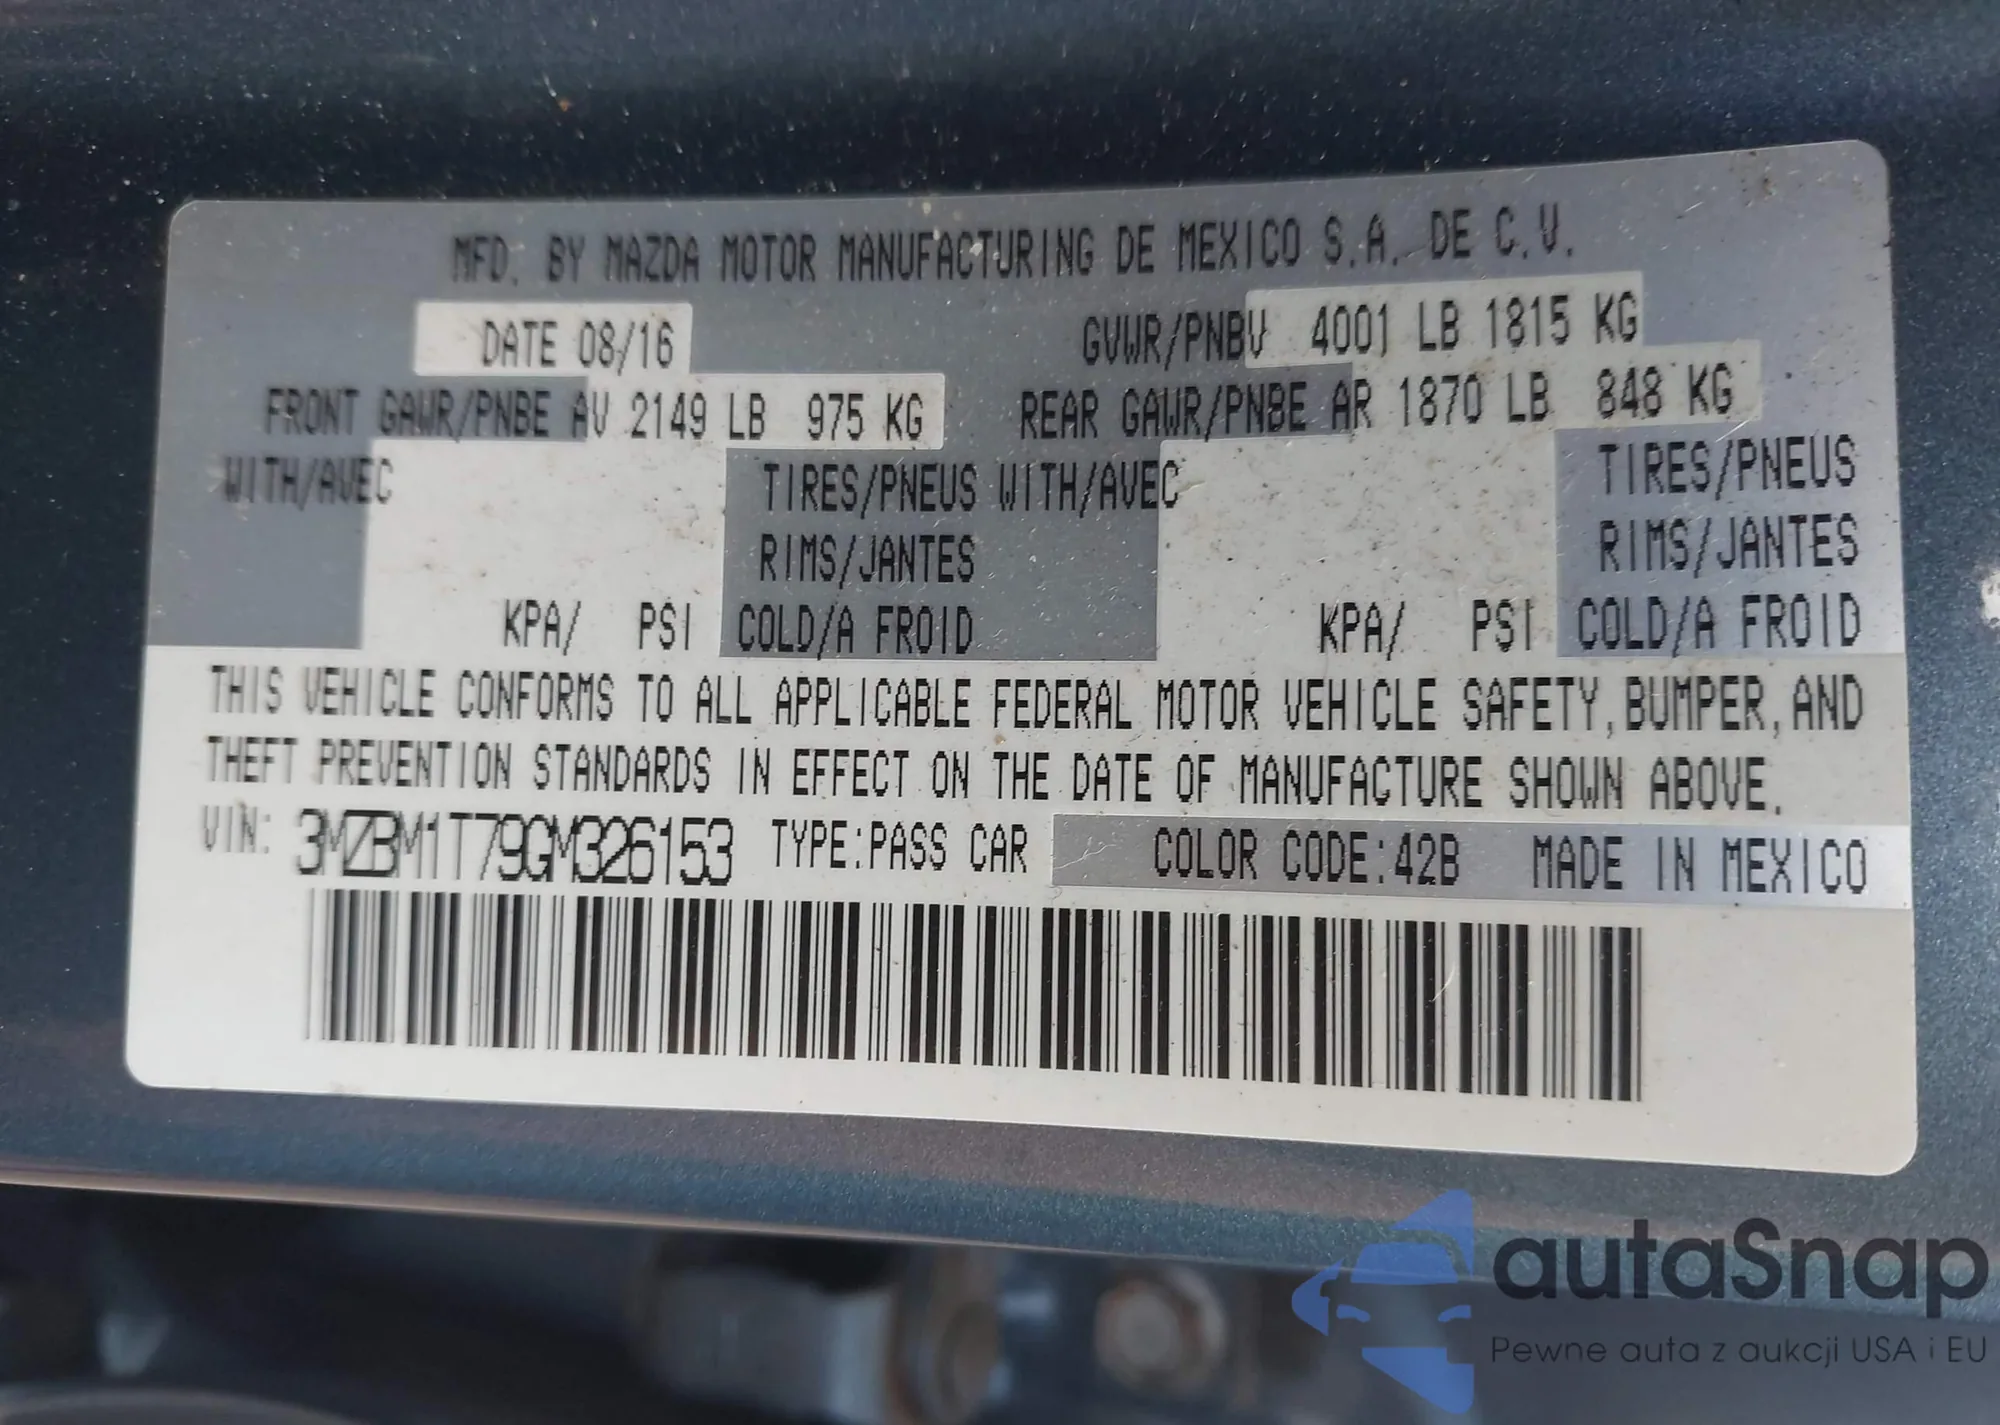 MFD. BY MAZDA MOTOR MANUFACTURING DE MEXICO S.A. DE C.V.
DATE 08/16 GVWR/PNBV 4001 LB 1815 KG
FRONT GAWR/PNBE AV 2149 LB 975 KG REAR GAWR/PNBE AR 1870 LB 848 KG
WITH/AVEC TIRES/PNEUS WITH/AVEC TIRES/PNEUS
RIMS/JANTES RIMS/JANTES
KPA/ PSI COLD/A FROID KPA/ PSI COLD/A FROID
THIS VEHICLE CONFORMS TO ALL APPLICABLE FEDERAL MOTOR VEHICLE SAFETY, BUMPER, AND
THEFT PREVENTION STANDARDS IN EFFECT ON THE DATE OF MANUFACTURE SHOWN ABOVE.
VIN: 3MZBM1T79GM326153 TYPE:PASS CAR COLOR CODE:42B MADE IN MEXICO
autaSnap
Pewne auta z aukcji USA i EU